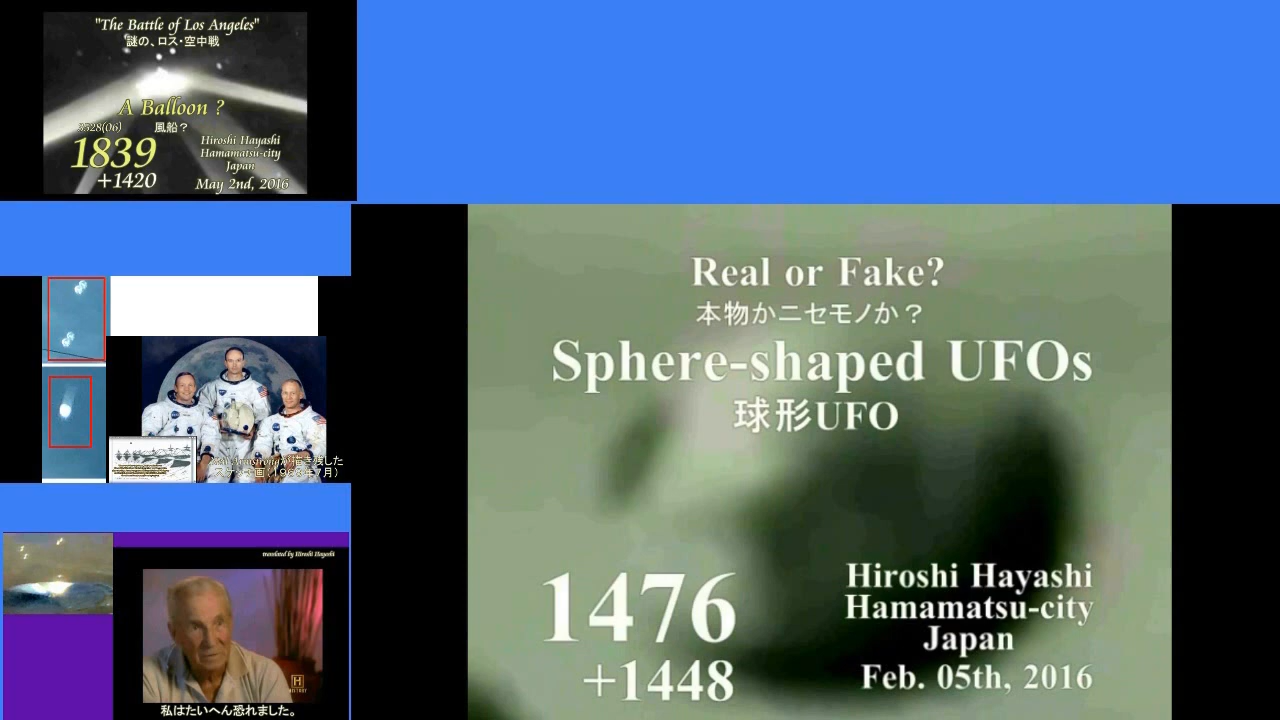 "The Battle of Los Angeles"
謎の、ロス・空中戦
A Balloon ?
風船？
1839
+1420
Hiroshi Hayashi
Hamamatsu-city
Japan
May 2nd, 2016
translated by Hiroshi Hayashi
HISTORY
私はたいへん恐れました。
Real or Fake?
本物かニセモノか？
Sphere-shaped UFOs
球形UFO
1476
+1448
Hiroshi Hayashi
Hamamatsu-city
Japan
Feb. 05th, 2016